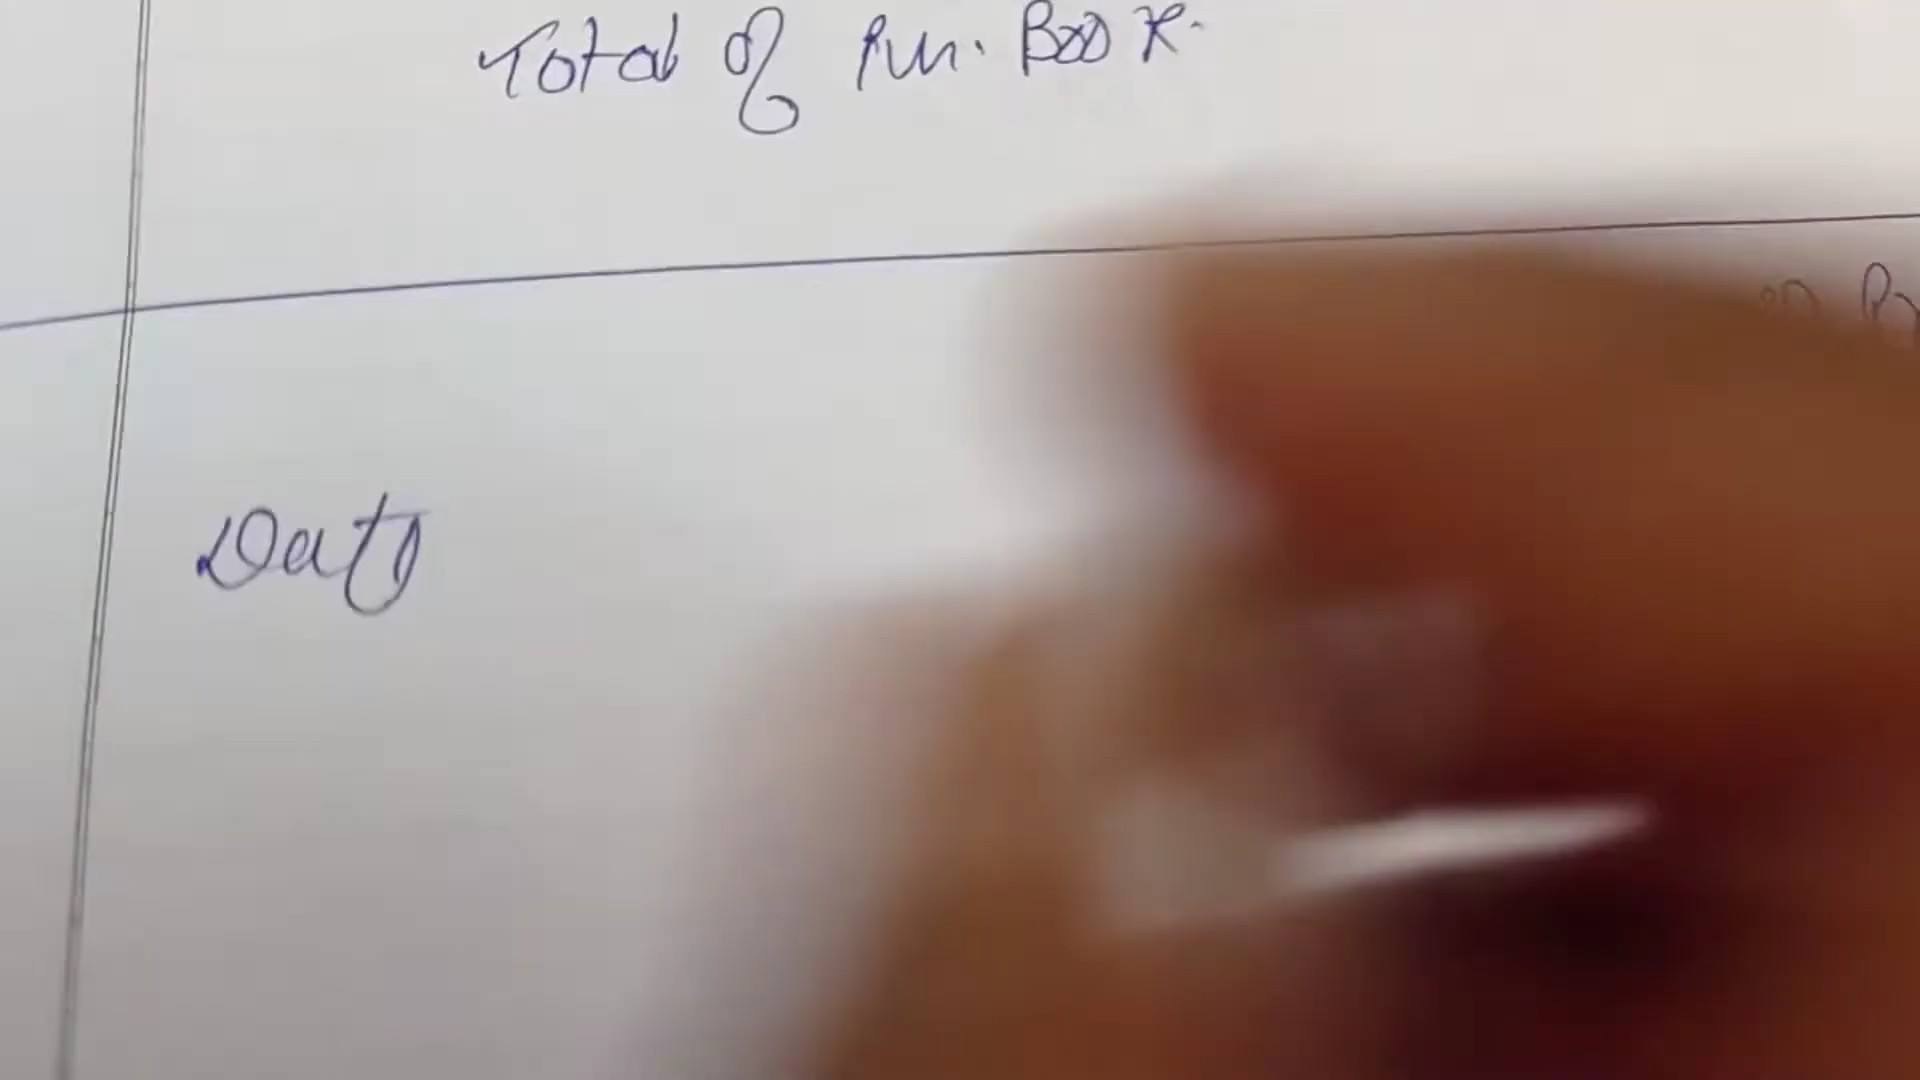 Total of Pur. Book.
Date